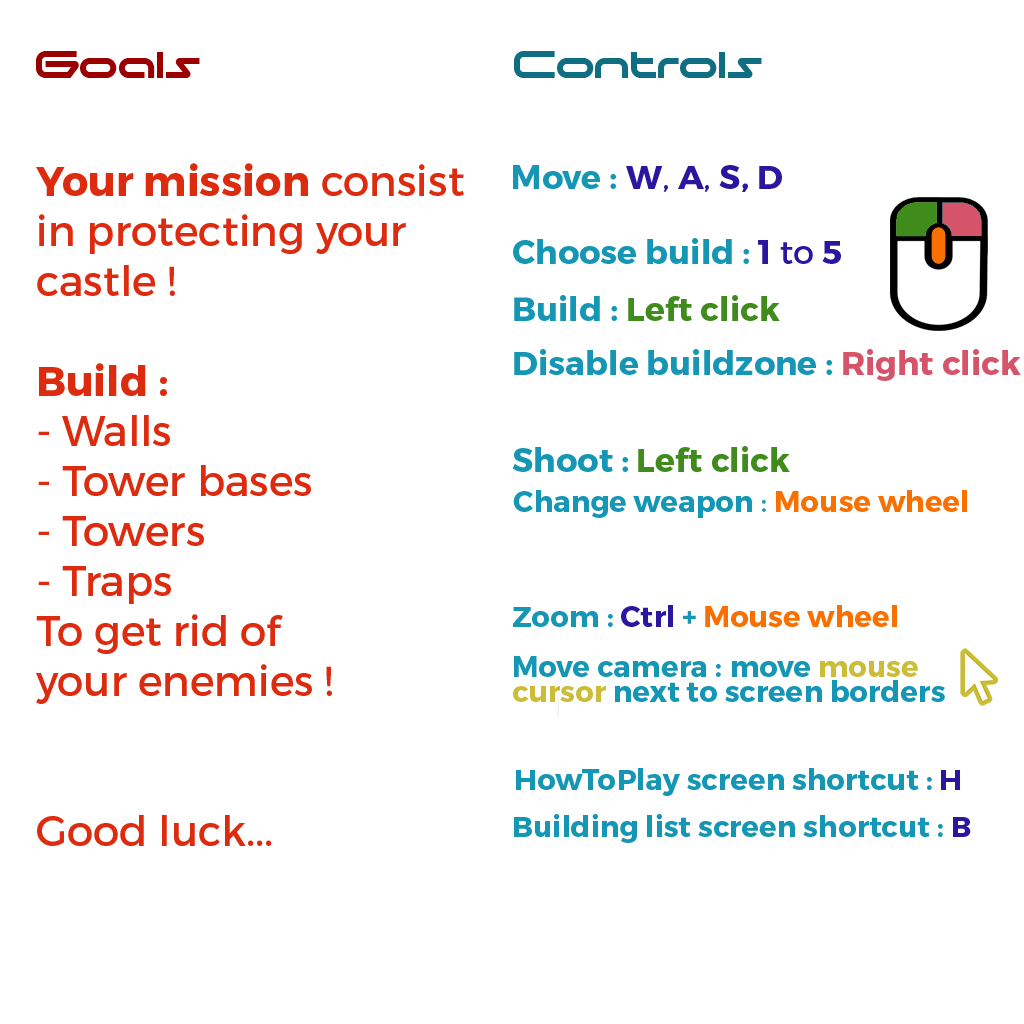 Goals
Your mission consist
in protecting your
castle !
Build :
- Walls
- Tower bases
- Towers
- Traps
To get rid of
your enemies !
Good luck...
Controls
Move : W, A, S, D
Choose build : 1 to 5
Build : Left click
Disable buildzone : Right click
Shoot : Left click
Change weapon : Mouse wheel
Zoom : Ctrl + Mouse wheel
Move camera : move mouse
cursor next to screen borders
HowToPlay screen shortcut : H
Building list screen shortcut : B